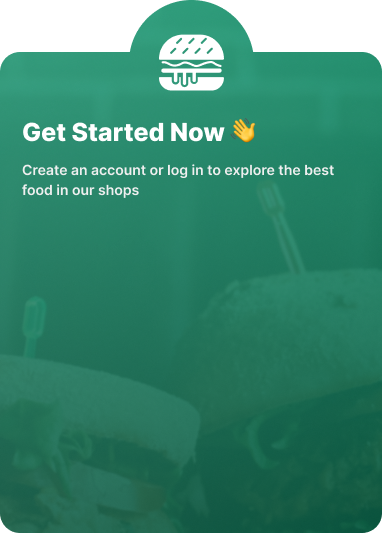 Get Started Now 👋
Create an account or log in to explore the best
food in our shops